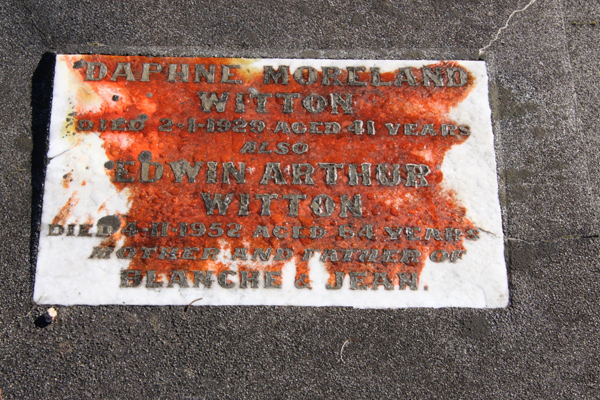 DAPHNE MORELAND
WITTON
DIED 2·1·1929 AGED 41 YEARS
ALSO
EDWIN ARTHUR
WITTON
DIED 4·11·1952 AGED 64 YEARS
MOTHER AND FATHER OF
BLANCHE & JEAN.